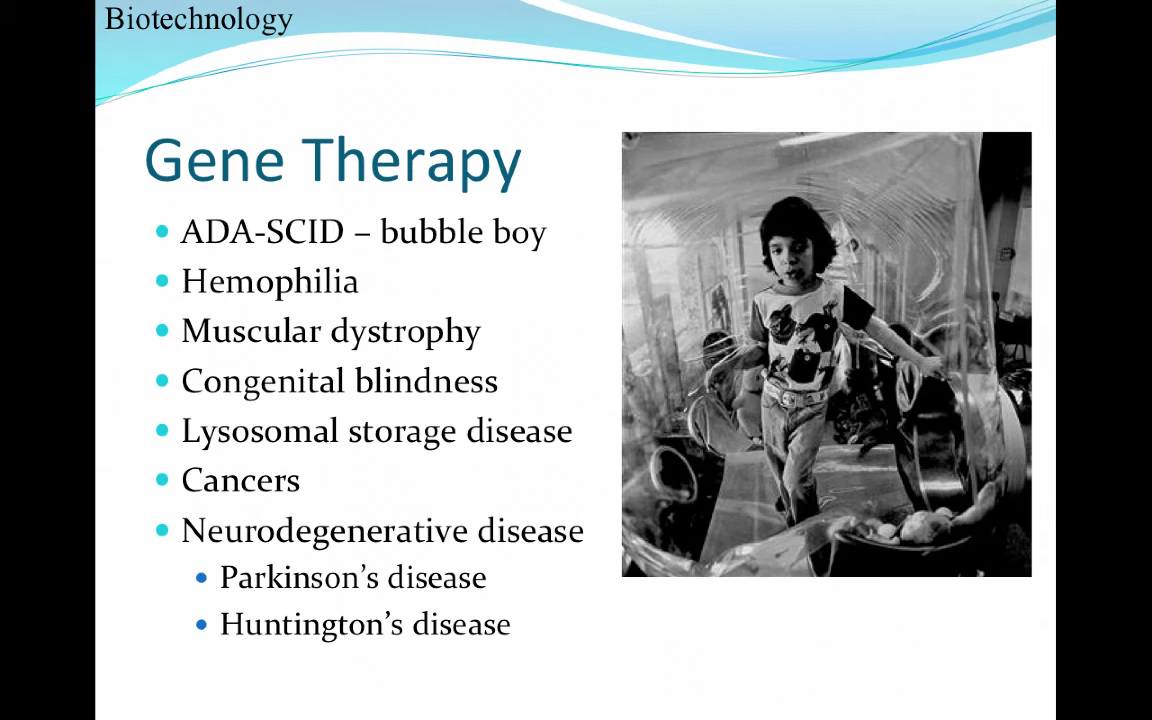 Biotechnology
Gene Therapy
ADA-SCID – bubble boy
Hemophilia
Muscular dystrophy
Congenital blindness
Lysosomal storage disease
Cancers
Neurodegenerative disease
Parkinson’s disease
Huntington’s disease